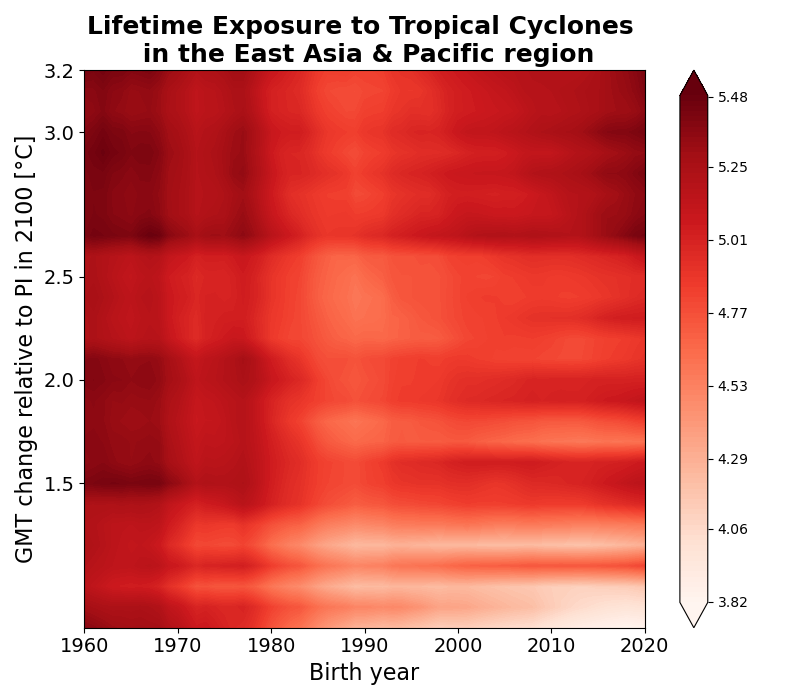 Lifetime Exposure to Tropical Cyclones
in the East Asia & Pacific region
GMT change relative to PI in 2100 [°C]
3.2
3.0
2.5
2.0
1.5
1960 1970 1980 1990 2000 2010 2020
Birth year
5.48
5.25
5.01
4.77
4.53
4.29
4.06
3.82